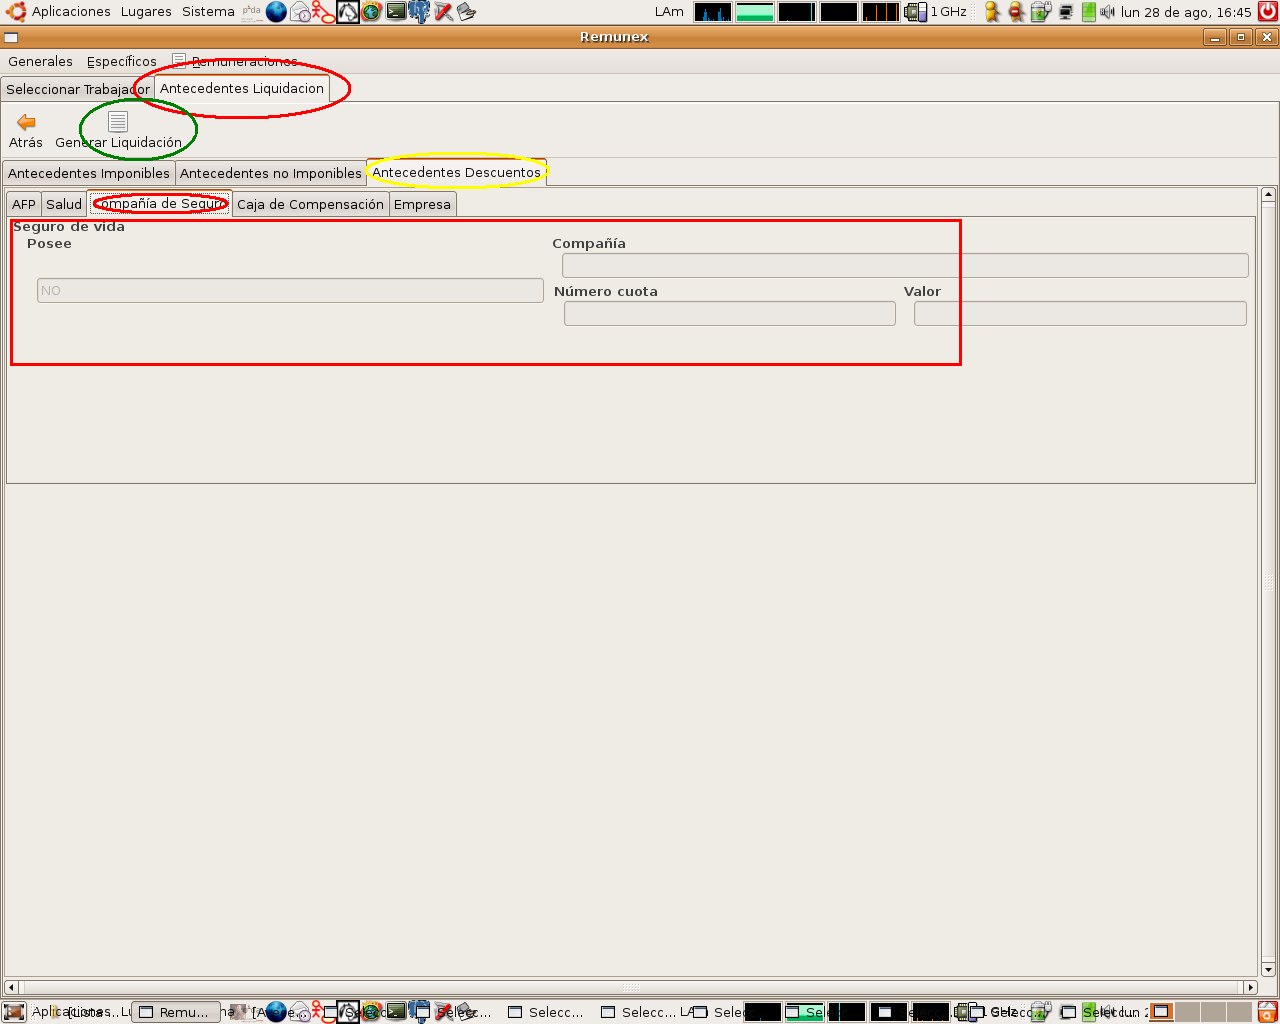 Aplicaciones Lugares Sistema LAm 1 GHz lun 28 de ago, 16:45
Remunex
Generales Específicos Remuneraciones
Seleccionar Trabajador Antecedentes Liquidacion
Atrás Generar Liquidación
Antecedentes Imponibles Antecedentes no Imponibles Antecedentes Descuentos
AFP Salud Compañía de Seguro Caja de Compensación Empresa
Seguro de vida
Posee Compañía
NO
Número cuota Valor
Aplicaciones Remu... Selecc... Selecc... Selecc... Selecc...